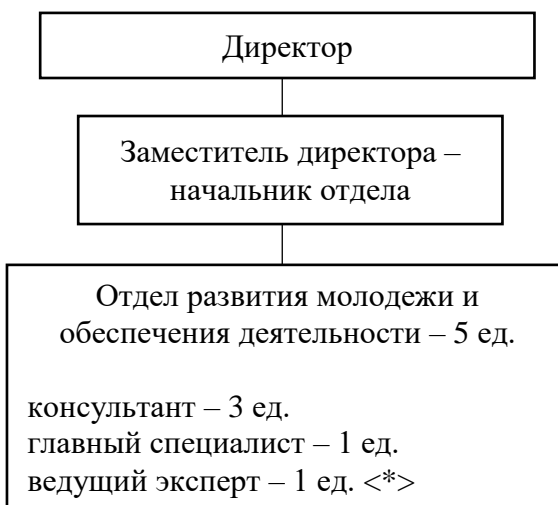 Директор
Заместитель директора –
начальник отдела
Отдел развития молодежи и
обеспечения деятельности – 5 ед.
консультант – 3 ед.
главный специалист – 1 ед.
ведущий эксперт – 1 ед. <*>